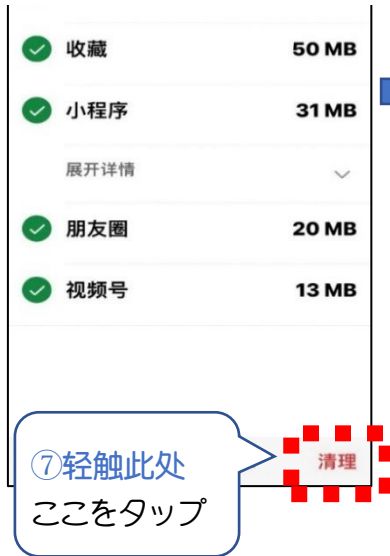 收藏 50 MB
小程序 31 MB
展开详情
朋友圈 20 MB
视频号 13 MB
清理
⑦轻触此处
ここをタップ